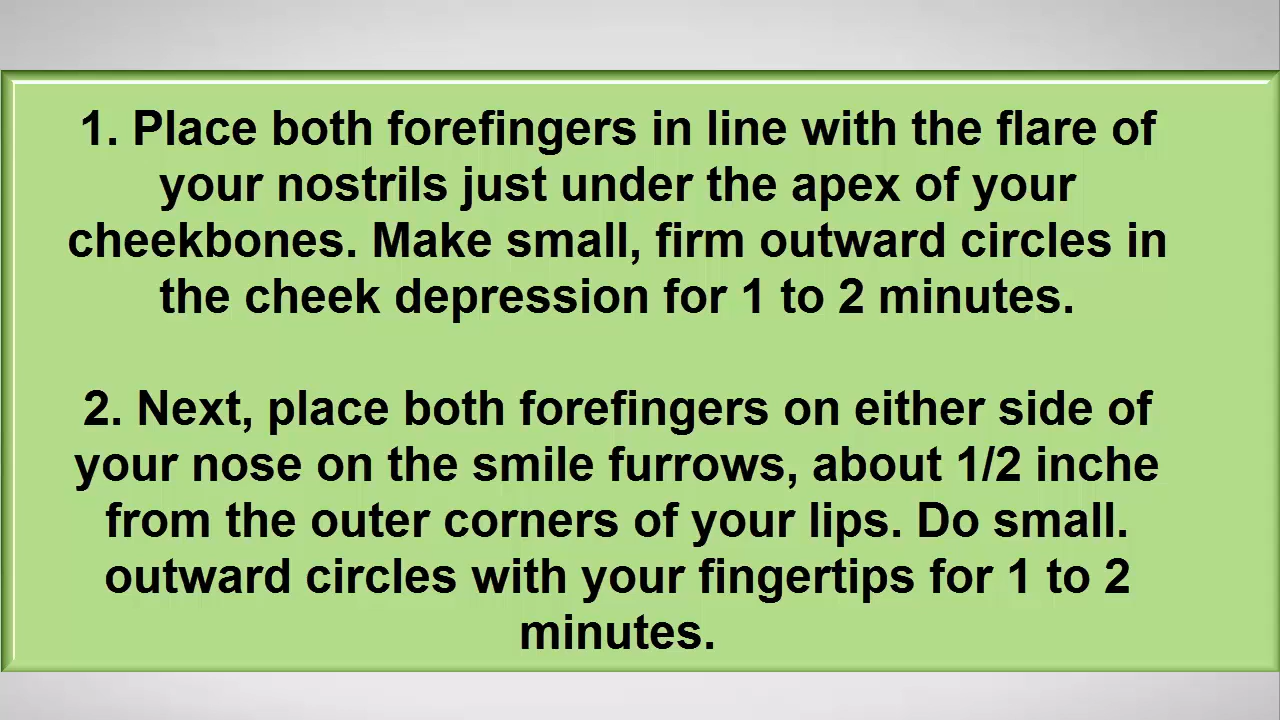 1. Place both forefingers in line with the flare of
your nostrils just under the apex of your
cheekbones. Make small, firm outward circles in
the cheek depression for 1 to 2 minutes.
2. Next, place both forefingers on either side of
your nose on the smile furrows, about 1/2 inche
from the outer corners of your lips. Do small.
outward circles with your fingertips for 1 to 2
minutes.